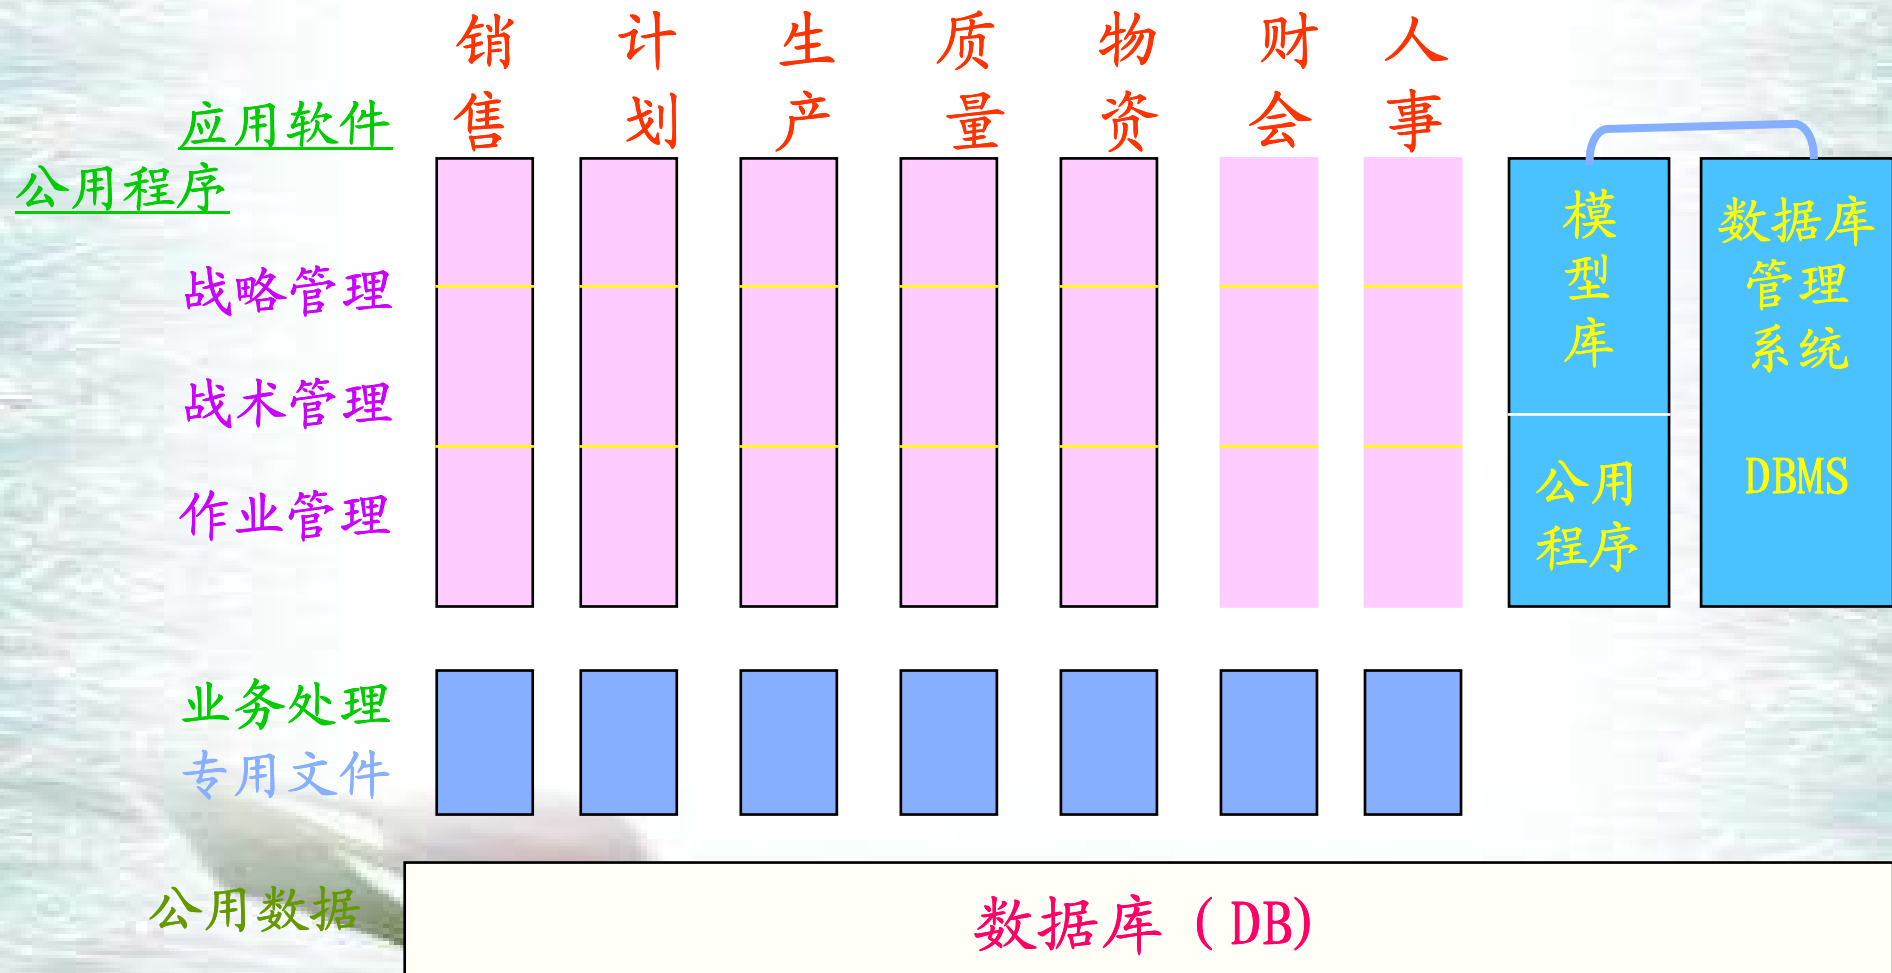 销售
计划
生产
质量
物资
财会
人事
应用软件
公用程序
战略管理
战术管理
作业管理
业务处理
专用文件
公用数据
模型库
公用
程序
数据库
管理
系统
DBMS
数据库（DB)